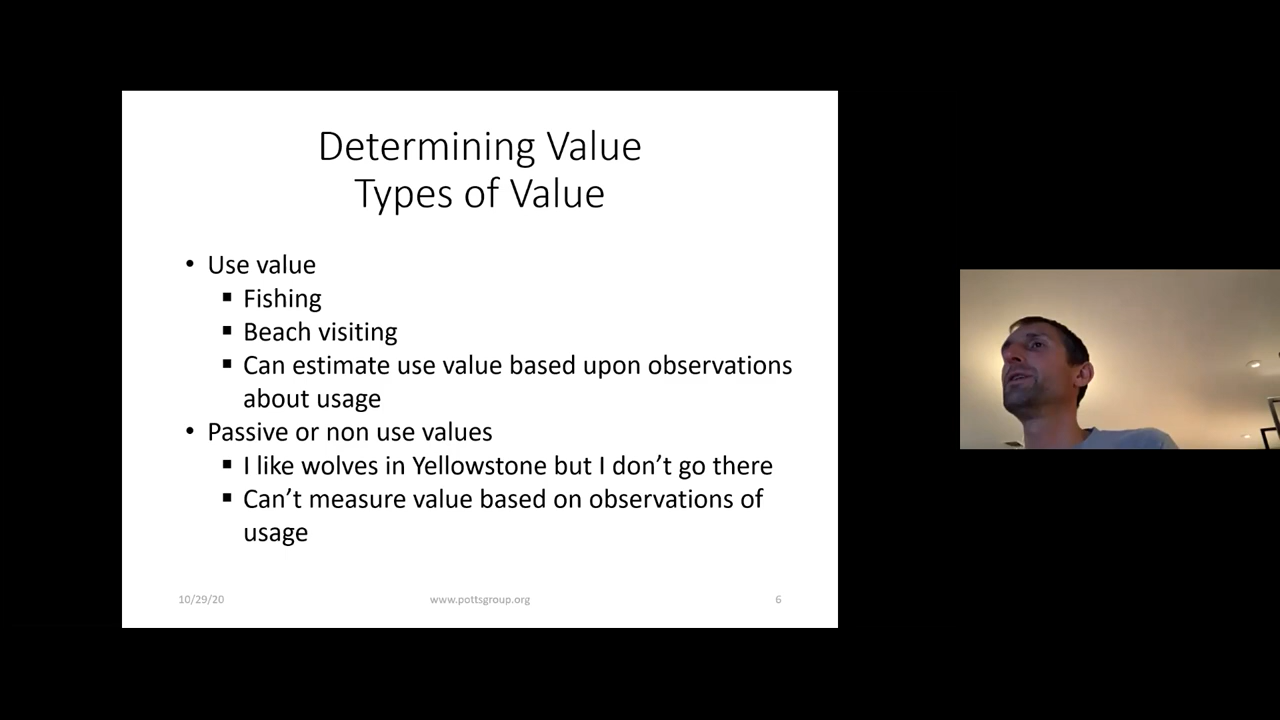 Determining Value
Types of Value
• Use value
▪ Fishing
▪ Beach visiting
▪ Can estimate use value based upon observations
about usage
• Passive or non use values
▪ I like wolves in Yellowstone but I don’t go there
▪ Can’t measure value based on observations of
usage
10/29/20 www.pottsgroup.org 6